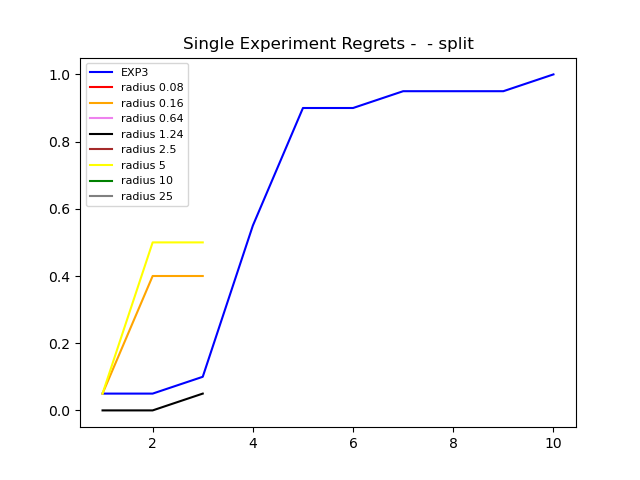 Single Experiment Regrets -  - split
EXP3
radius 0.08
radius 0.16
radius 0.64
radius 1.24
radius 2.5
radius 5
radius 10
radius 25
1.0
0.8
0.6
0.4
0.2
0.0
2 4 6 8 10